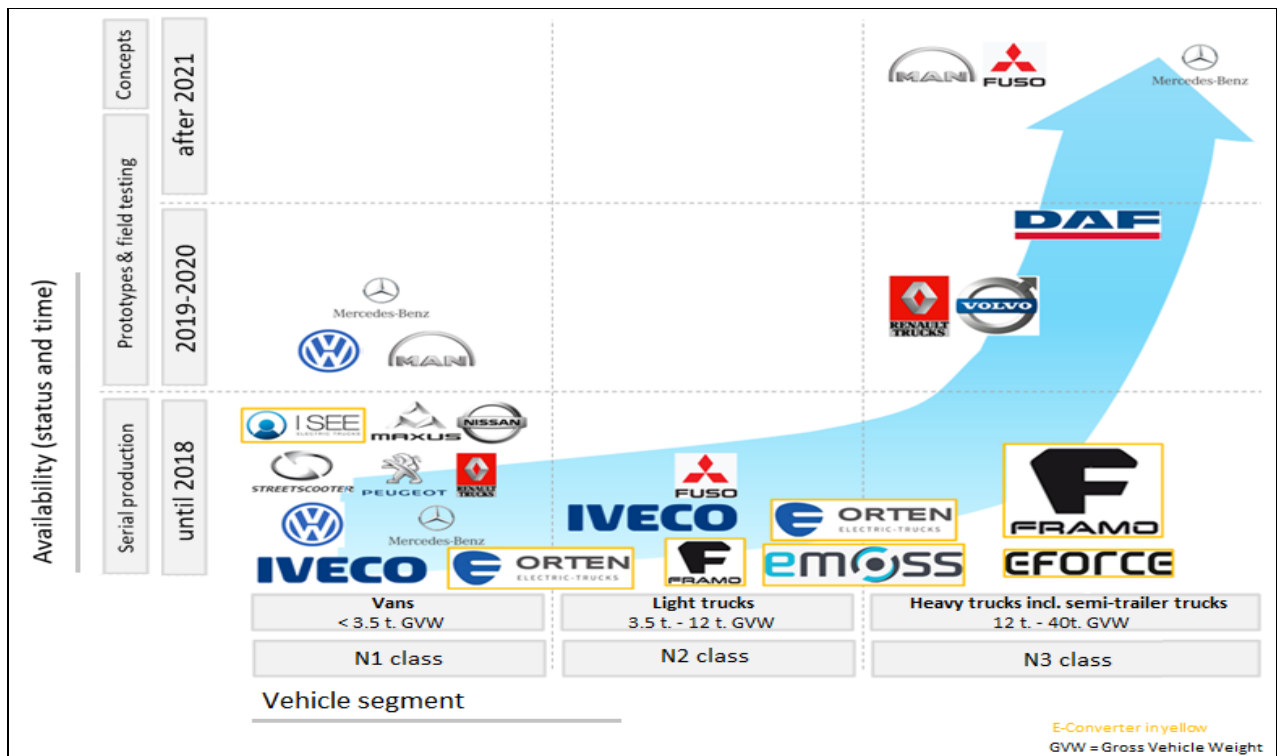 Availability (status and time)
Concepts
Prototypes & field testing
Serial production
after 2021
2019-2020
until 2018
MAN
FUSO
Mercedes-Benz
DAF
Mercedes-Benz
RENAULT
TRUCKS
VOLVO
VW
MAN
I SEE
ELECTRIC TRUCKS
MAXUS
NISSAN
STREETSCOOTER
PEUGEOT
RENAULT
TRUCKS
FUSO
FRAMO
VW
Mercedes-Benz
IVECO
ORTEN
ELECTRIC-TRUCKS
IVECO
ORTEN
ELECTRIC-TRUCKS
FRAMO
emoss
EFORCE
Vans
< 3.5 t. GVW
Light trucks
3.5 t. - 12 t. GVW
Heavy trucks incl. semi-trailer trucks
12 t. - 40t. GVW
N1 class
N2 class
N3 class
Vehicle segment
E-Converter in yellow
GVW = Gross Vehicle Weight